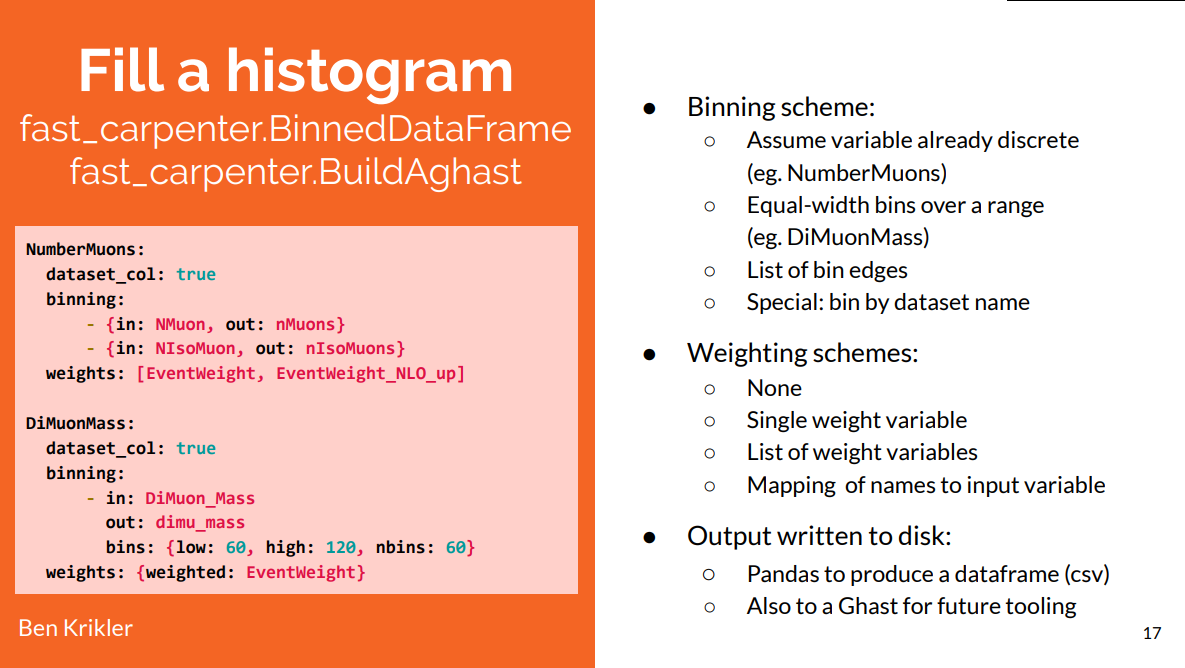 Fill a histogram
fast_carpenter.BinnedDataFrame
fast_carpenter.BuildAghast
NumberMuons:
  dataset_col: true
  binning:
      - {in: NMuon, out: nMuons}
      - {in: NIsoMuon, out: nIsoMuons}
  weights: [EventWeight, EventWeight_NLO_up]
DiMuonMass:
  dataset_col: true
  binning:
      - in: DiMuon_Mass
        out: dimu_mass
        bins: {low: 60, high: 120, nbins: 60}
  weights: {weighted: EventWeight}
Ben Krikler
● Binning scheme:
○ Assume variable already discrete
(eg. NumberMuons)
○ Equal-width bins over a range
(eg. DiMuonMass)
○ List of bin edges
○ Special: bin by dataset name
● Weighting schemes:
○ None
○ Single weight variable
○ List of weight variables
○ Mapping of names to input variable
● Output written to disk:
○ Pandas to produce a dataframe (csv)
○ Also to a Ghast for future tooling
17